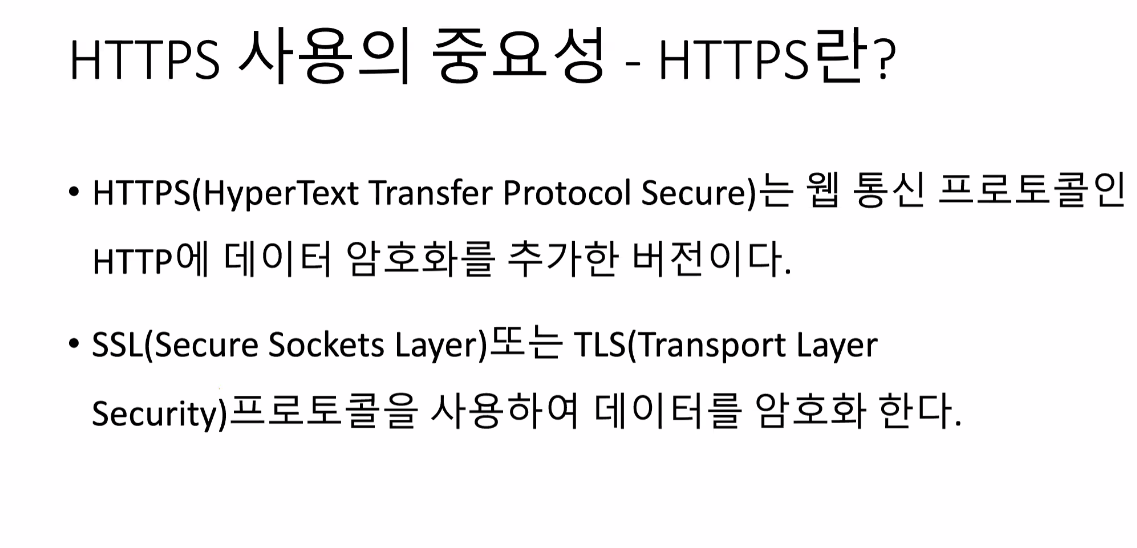 HTTPS 사용의 중요성 - HTTPS란?
• HTTPS(HyperText Transfer Protocol Secure)는 웹 통신 프로토콜인
HTTP에 데이터 암호화를 추가한 버전이다.
• SSL(Secure Sockets Layer)또는 TLS(Transport Layer
Security)프로토콜을 사용하여 데이터를 암호화 한다.